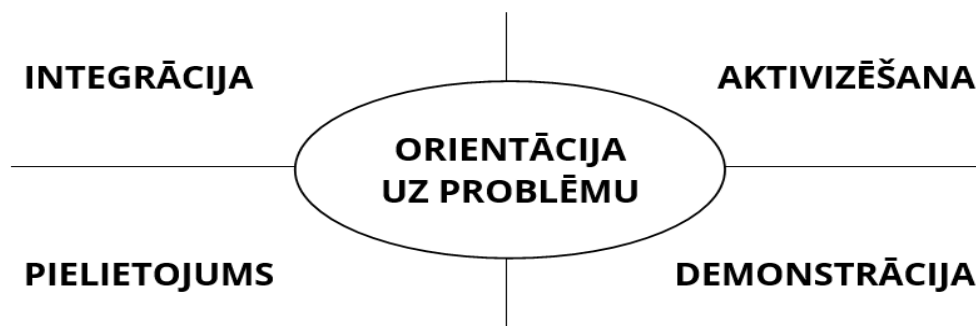 INTEGRĀCIJA
AKTIVIZĒŠANA
ORIENTĀCIJA
UZ PROBLĒMU
PIELIETOJUMS
DEMONSTRĀCIJA